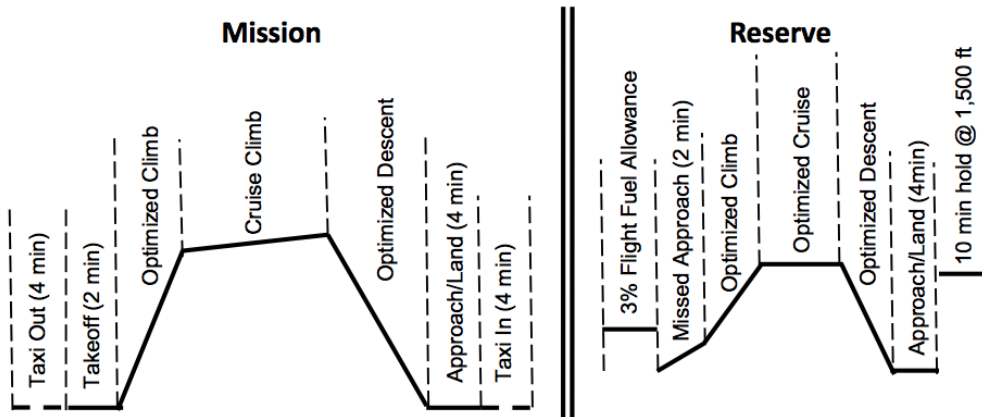 Mission
Taxi Out (4 min)
Takeoff (2 min)
Optimized Climb
Cruise Climb
Optimized Descent
Approach/Land (4 min)
Taxi In (4 min)
Reserve
3% Flight Fuel Allowance
Missed Approach (2 min)
Optimized Climb
Optimized Cruise
Optimized Descent
Approach/Land (4min)
10 min hold @ 1,500 ft